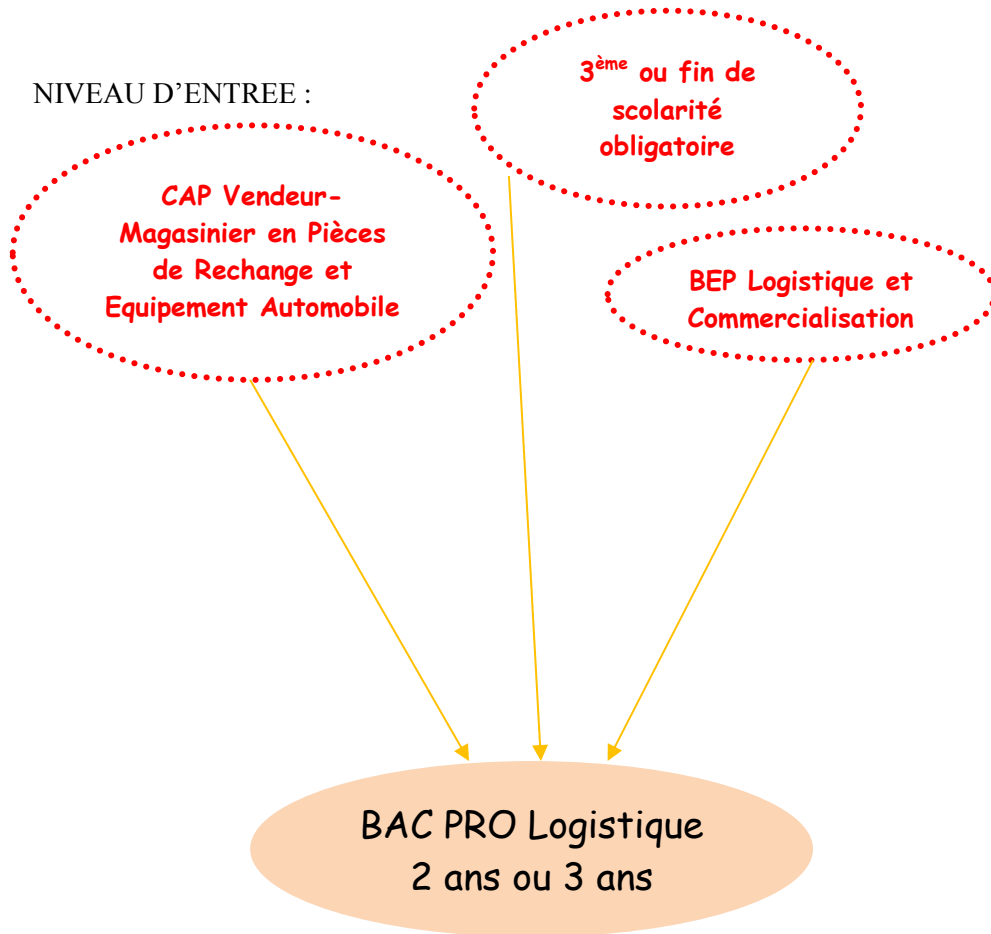 NIVEAU D'ENTREE :
3ème ou fin de
scolarité
obligatoire
CAP Vendeur-
Magasinier en Pièces
de Rechange et
Equipement Automobile
BEP Logistique et
Commercialisation
BAC PRO Logistique
2 ans ou 3 ans